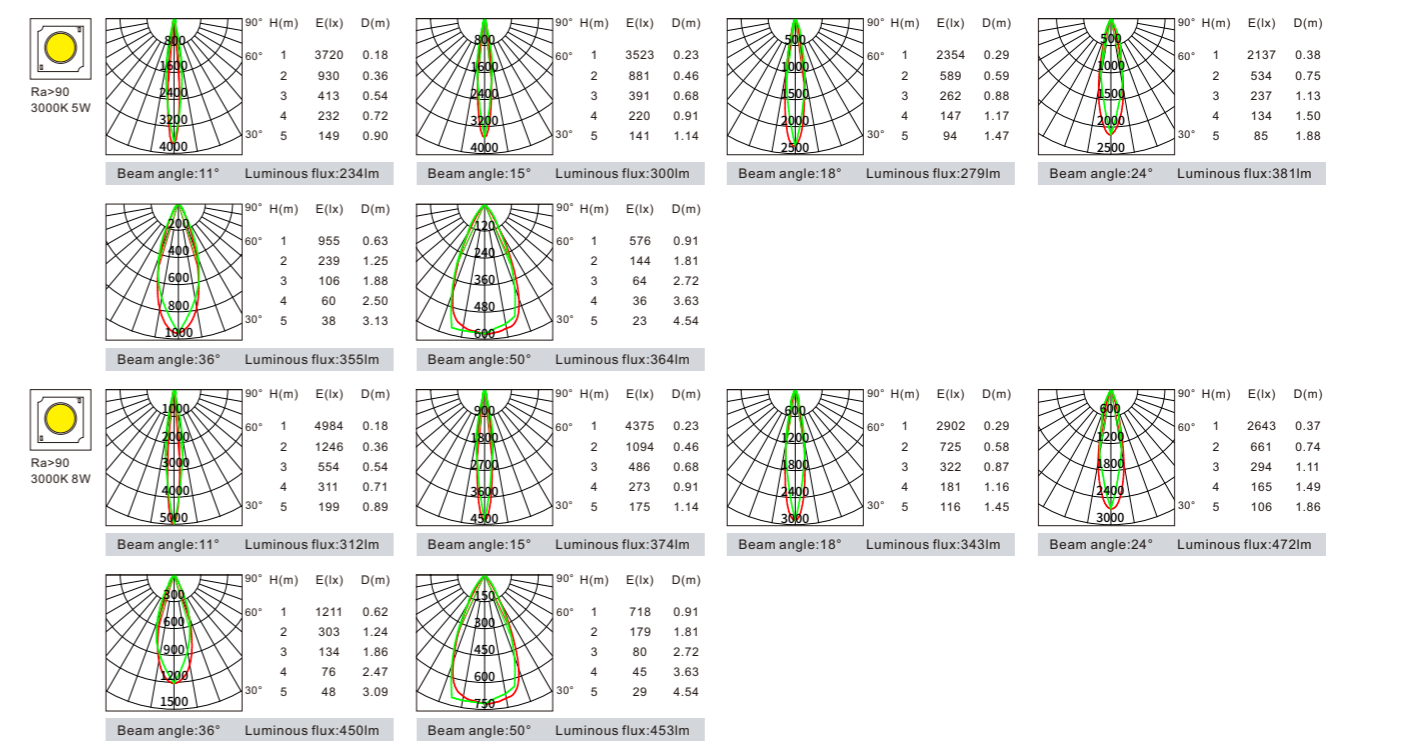 Ra>90
3000K 5W
800
1600
2400
3200
4000
90°
60°
30°
H(m) E(lx) D(m)
1 3720 0.18
2 930 0.36
3 413 0.54
4 232 0.72
5 149 0.90
Beam angle:11° Luminous flux:234lm
800
1600
2400
3200
4000
90°
60°
30°
H(m) E(lx) D(m)
1 3523 0.23
2 881 0.46
3 391 0.68
4 220 0.91
5 141 1.14
Beam angle:15° Luminous flux:300lm
500
1000
1500
2000
2500
90°
60°
30°
H(m) E(lx) D(m)
1 2354 0.29
2 589 0.59
3 262 0.88
4 147 1.17
5 94 1.47
Beam angle:18° Luminous flux:279lm
500
1000
1500
2000
2500
90°
60°
30°
H(m) E(lx) D(m)
1 2137 0.38
2 534 0.75
3 237 1.13
4 134 1.50
5 85 1.88
Beam angle:24° Luminous flux:381lm
200
400
600
800
1000
90°
60°
30°
H(m) E(lx) D(m)
1 955 0.63
2 239 1.25
3 106 1.88
4 60 2.50
5 38 3.13
Beam angle:36° Luminous flux:355lm
120
240
360
480
600
90°
60°
30°
H(m) E(lx) D(m)
1 576 0.91
2 144 1.81
3 64 2.72
4 36 3.63
5 23 4.54
Beam angle:50° Luminous flux:364lm
Ra>90
3000K 8W
1000
2000
3000
4000
5000
90°
60°
30°
H(m) E(lx) D(m)
1 4984 0.18
2 1246 0.36
3 554 0.54
4 311 0.71
5 199 0.89
Beam angle:11° Luminous flux:312lm
900
1800
2700
3600
4500
90°
60°
30°
H(m) E(lx) D(m)
1 4375 0.23
2 1094 0.46
3 486 0.68
4 273 0.91
5 175 1.14
Beam angle:15° Luminous flux:374lm
600
1200
1800
2400
3000
90°
60°
30°
H(m) E(lx) D(m)
1 2902 0.29
2 725 0.58
3 322 0.87
4 181 1.16
5 116 1.45
Beam angle:18° Luminous flux:343lm
600
1200
1800
2400
3000
90°
60°
30°
H(m) E(lx) D(m)
1 2643 0.37
2 661 0.74
3 294 1.11
4 165 1.49
5 106 1.86
Beam angle:24° Luminous flux:472lm
300
600
900
1200
1500
90°
60°
30°
H(m) E(lx) D(m)
1 1211 0.62
2 303 1.24
3 134 1.86
4 76 2.47
5 48 3.09
Beam angle:36° Luminous flux:450lm
150
300
450
600
750
90°
60°
30°
H(m) E(lx) D(m)
1 718 0.91
2 179 1.81
3 80 2.72
4 45 3.63
5 29 4.54
Beam angle:50° Luminous flux:453lm